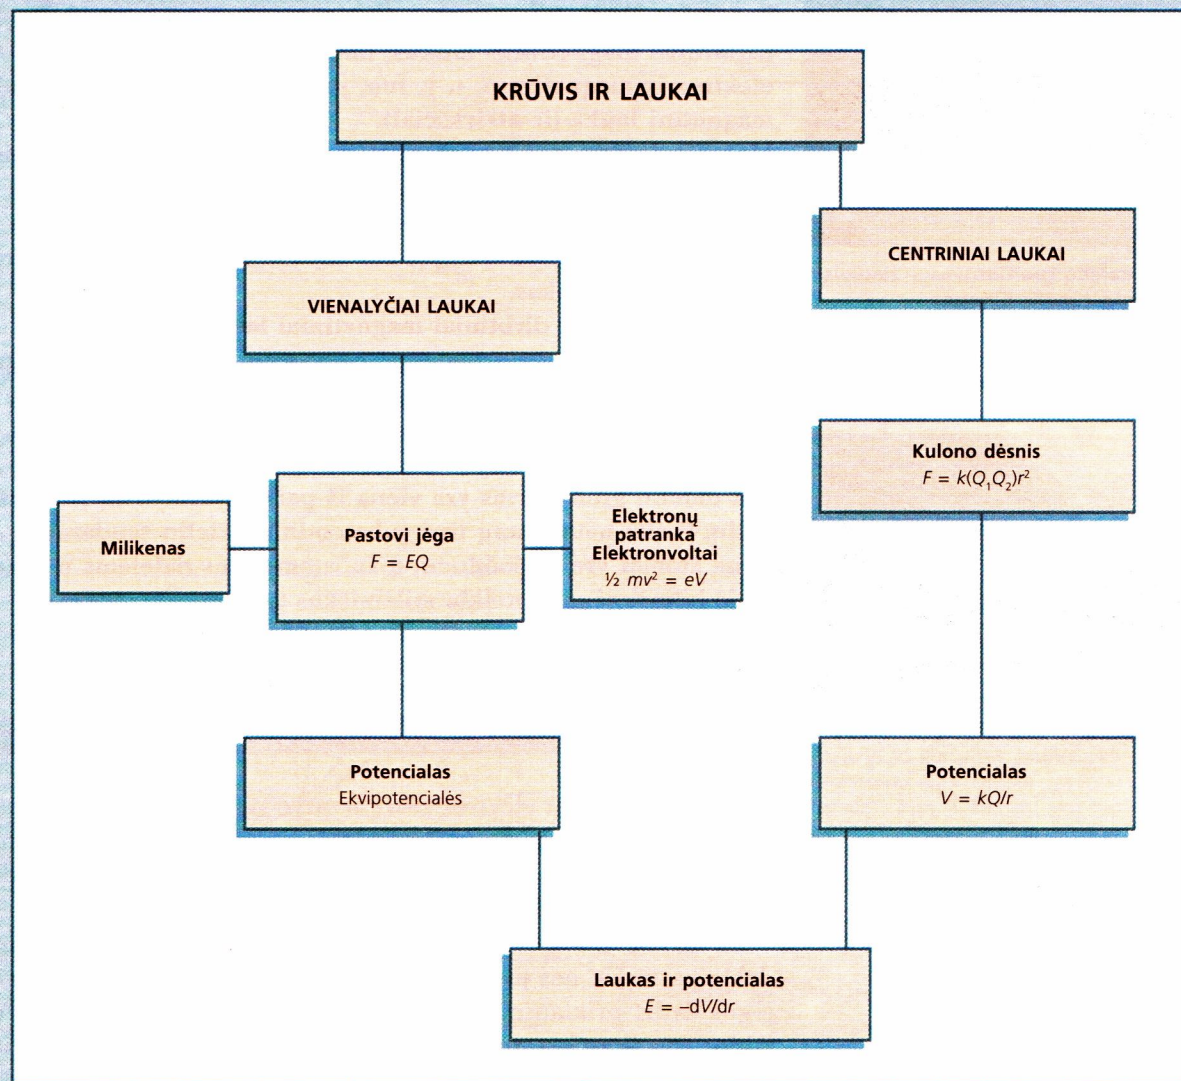 KRŪVIS IR LAUKAI
CENTRINIAI LAUKAI
VIENALYČIAI LAUKAI
Kulono dėsnis
F = k(Q₁Q₂)r²
Milikenas
Pastovi jėga
F = EQ
Elektronų
patranka
Elektronvoltai
½ mv² = eV
Potencialas
Ekvipotencialės
Potencialas
V = kQ/r
Laukas ir potencialas
E = –dV/dr